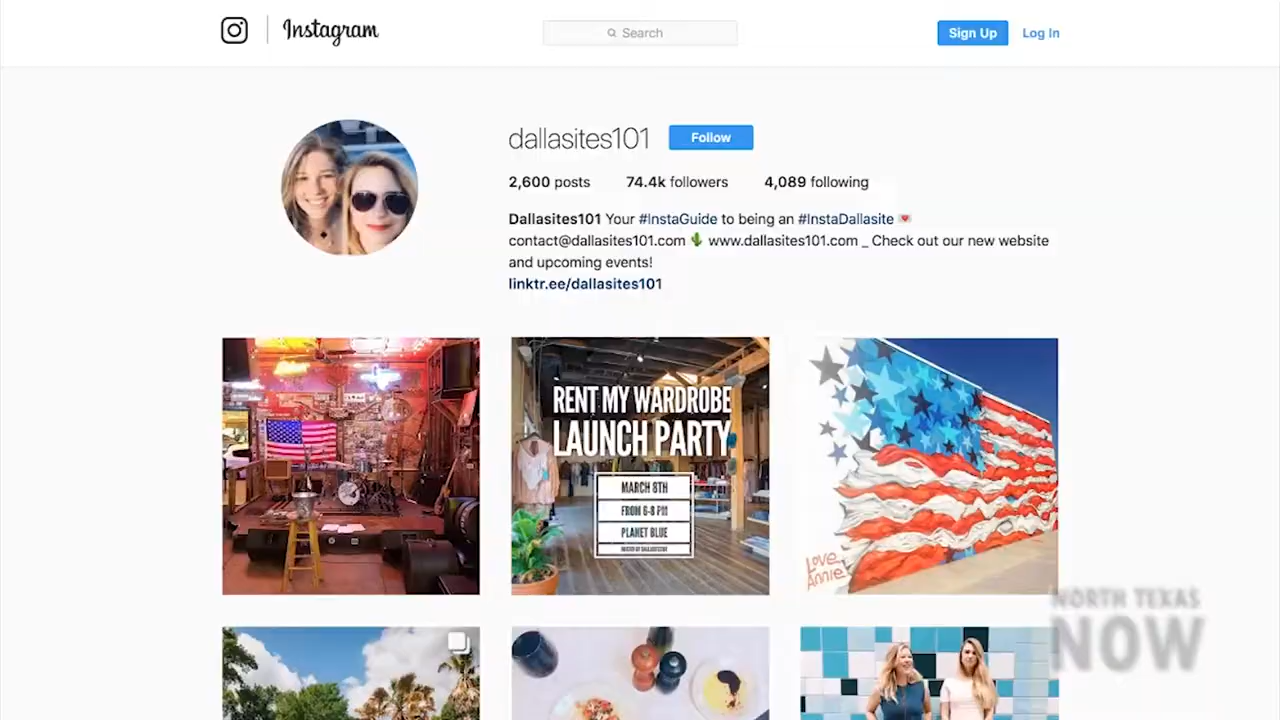 Instagram
Search
Sign Up
Log In
dallasites101
Follow
2,600 posts 74.4k followers 4,089 following
Dallasites101 Your #InstaGuide to being an #InstaDallasite 💌
contact@dallasites101.com 🌵 www.dallasites101.com _ Check out our new website
and upcoming events!
linktr.ee/dallasites101
RENT MY WARDROBE
LAUNCH PARTY
MARCH 8TH
FROM 6-8 PM
PLANET BLUE
HOSTED BY DALLASITES101
LOVE
ANNIE
NORTH TEXAS
NOW